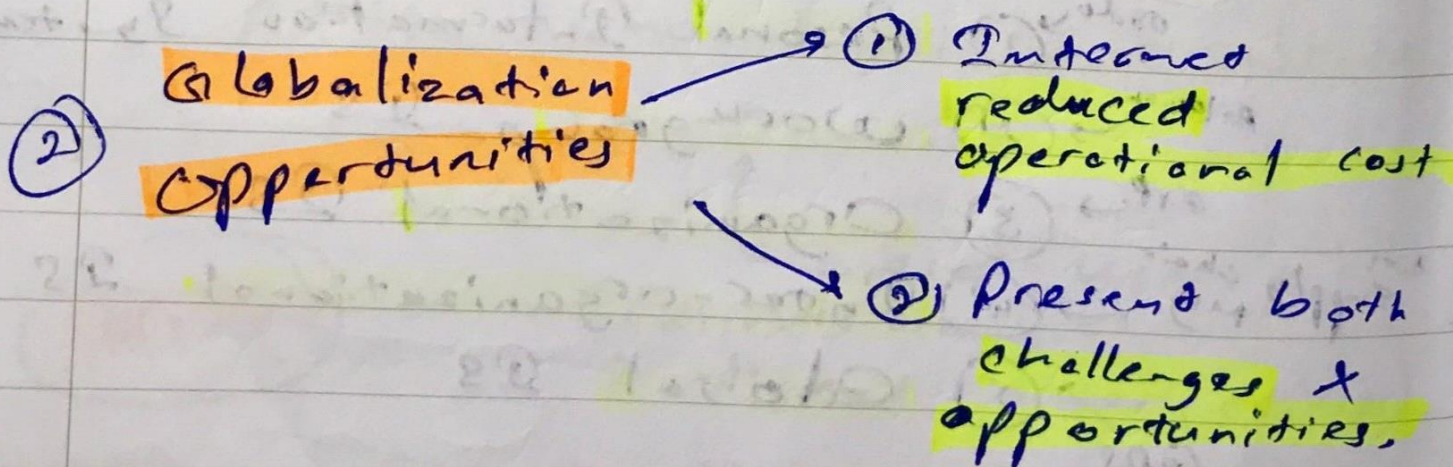 ② Globalization
opportunities
① Internet
reduced
operational cost
② Present both
challenges &
opportunities.